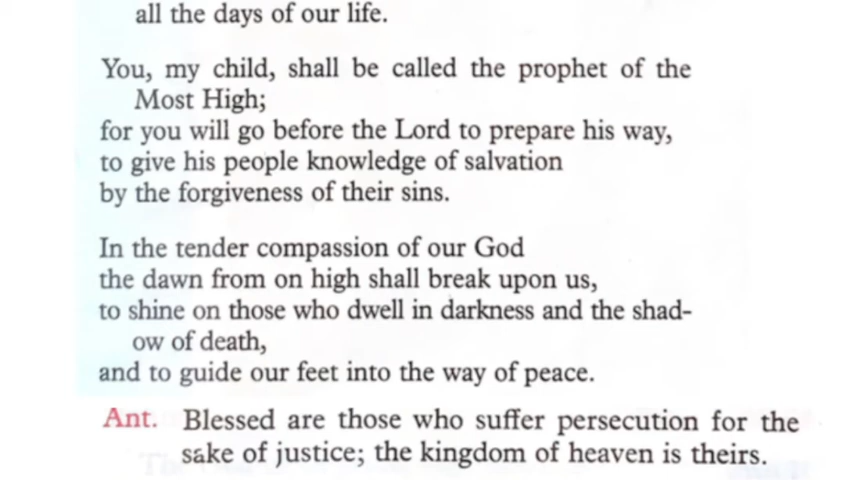 all the days of our life.
You, my child, shall be called the prophet of the
Most High;
for you will go before the Lord to prepare his way,
to give his people knowledge of salvation
by the forgiveness of their sins.
In the tender compassion of our God
the dawn from on high shall break upon us,
to shine on those who dwell in darkness and the shad-
ow of death,
and to guide our feet into the way of peace.
Ant. Blessed are those who suffer persecution for the
sake of justice; the kingdom of heaven is theirs.